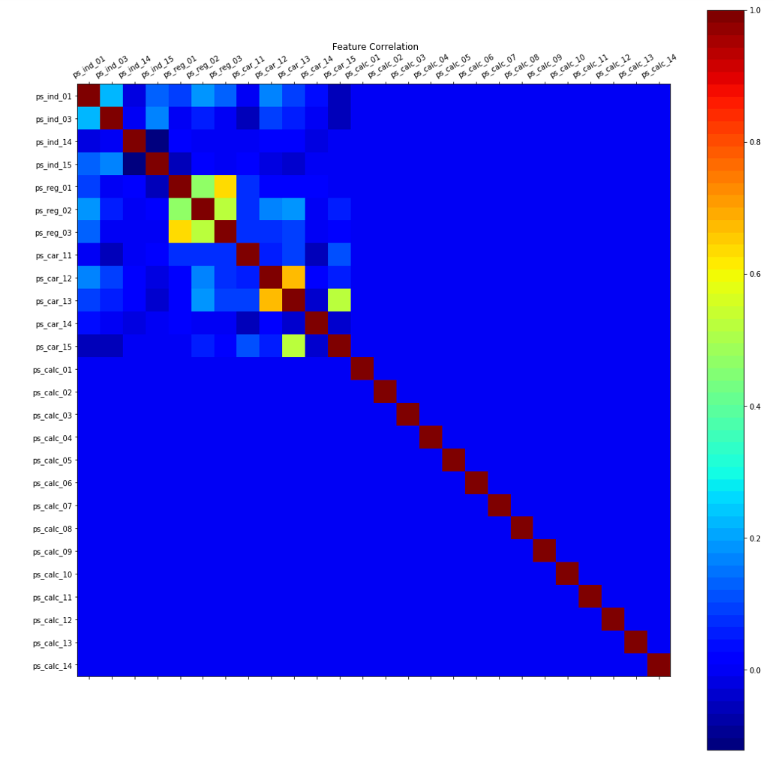 Feature Correlation
ps_ind_01
ps_ind_03
ps_ind_14
ps_ind_15
ps_reg_01
ps_reg_02
ps_reg_03
ps_car_11
ps_car_12
ps_car_13
ps_car_14
ps_car_15
ps_calc_01
ps_calc_02
ps_calc_03
ps_calc_04
ps_calc_05
ps_calc_06
ps_calc_07
ps_calc_08
ps_calc_09
ps_calc_10
ps_calc_11
ps_calc_12
ps_calc_13
ps_calc_14
ps_ind_01
ps_ind_03
ps_ind_14
ps_ind_15
ps_reg_01
ps_reg_02
ps_reg_03
ps_car_11
ps_car_12
ps_car_13
ps_car_14
ps_car_15
ps_calc_01
ps_calc_02
ps_calc_03
ps_calc_04
ps_calc_05
ps_calc_06
ps_calc_07
ps_calc_08
ps_calc_09
ps_calc_10
ps_calc_11
ps_calc_12
ps_calc_13
ps_calc_14
1.0
0.8
0.6
0.4
0.2
0.0